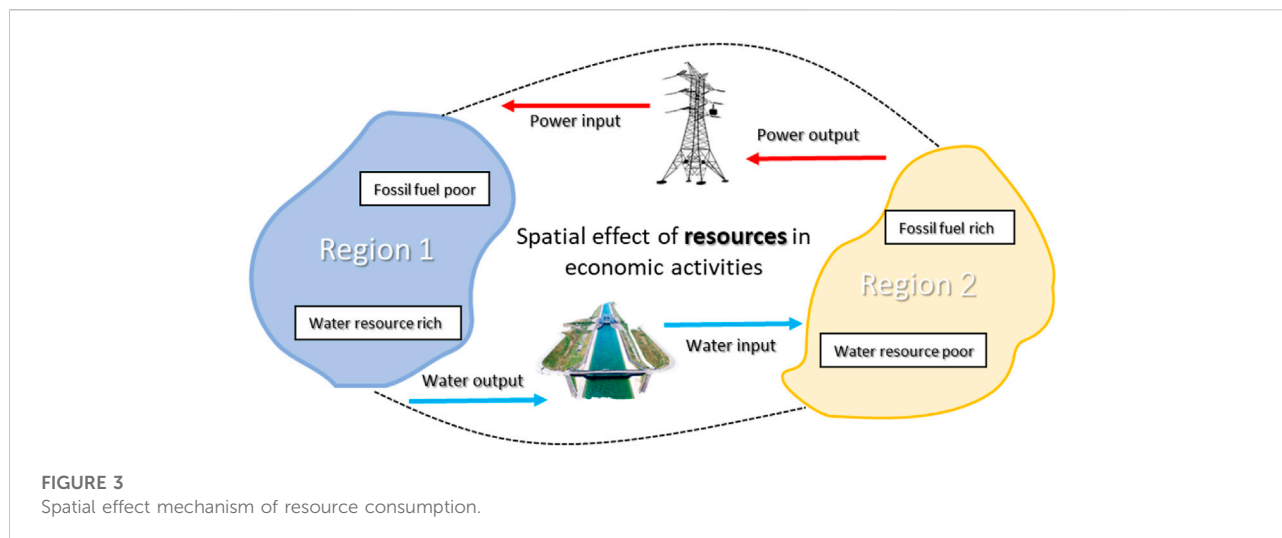 Power input
Power output
Fossil fuel poor
Fossil fuel rich
Region 1
Spatial effect of resources in
economic activities
Region 2
Water resource rich
Water input
Water resource poor
Water output
FIGURE 3
Spatial effect mechanism of resource consumption.